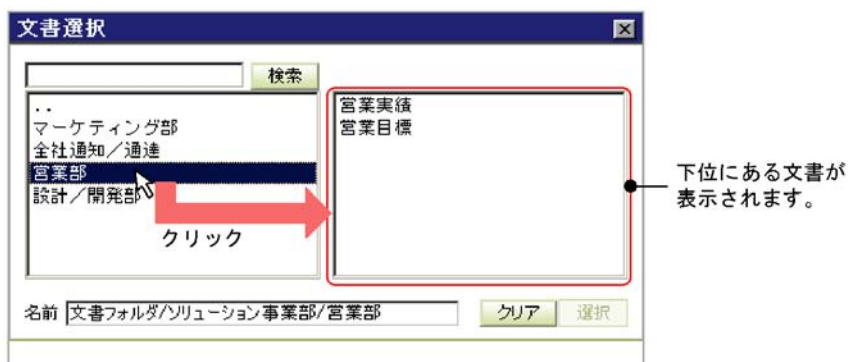 文書選択
検索
..
マーケティング部
全社通知／通達
営業部
設計／開発部
営業実績
営業目標
クリック
下位にある文書が
表示されます。
名前 文書フォルダ/ソリューション事業部/営業部 クリア 選択